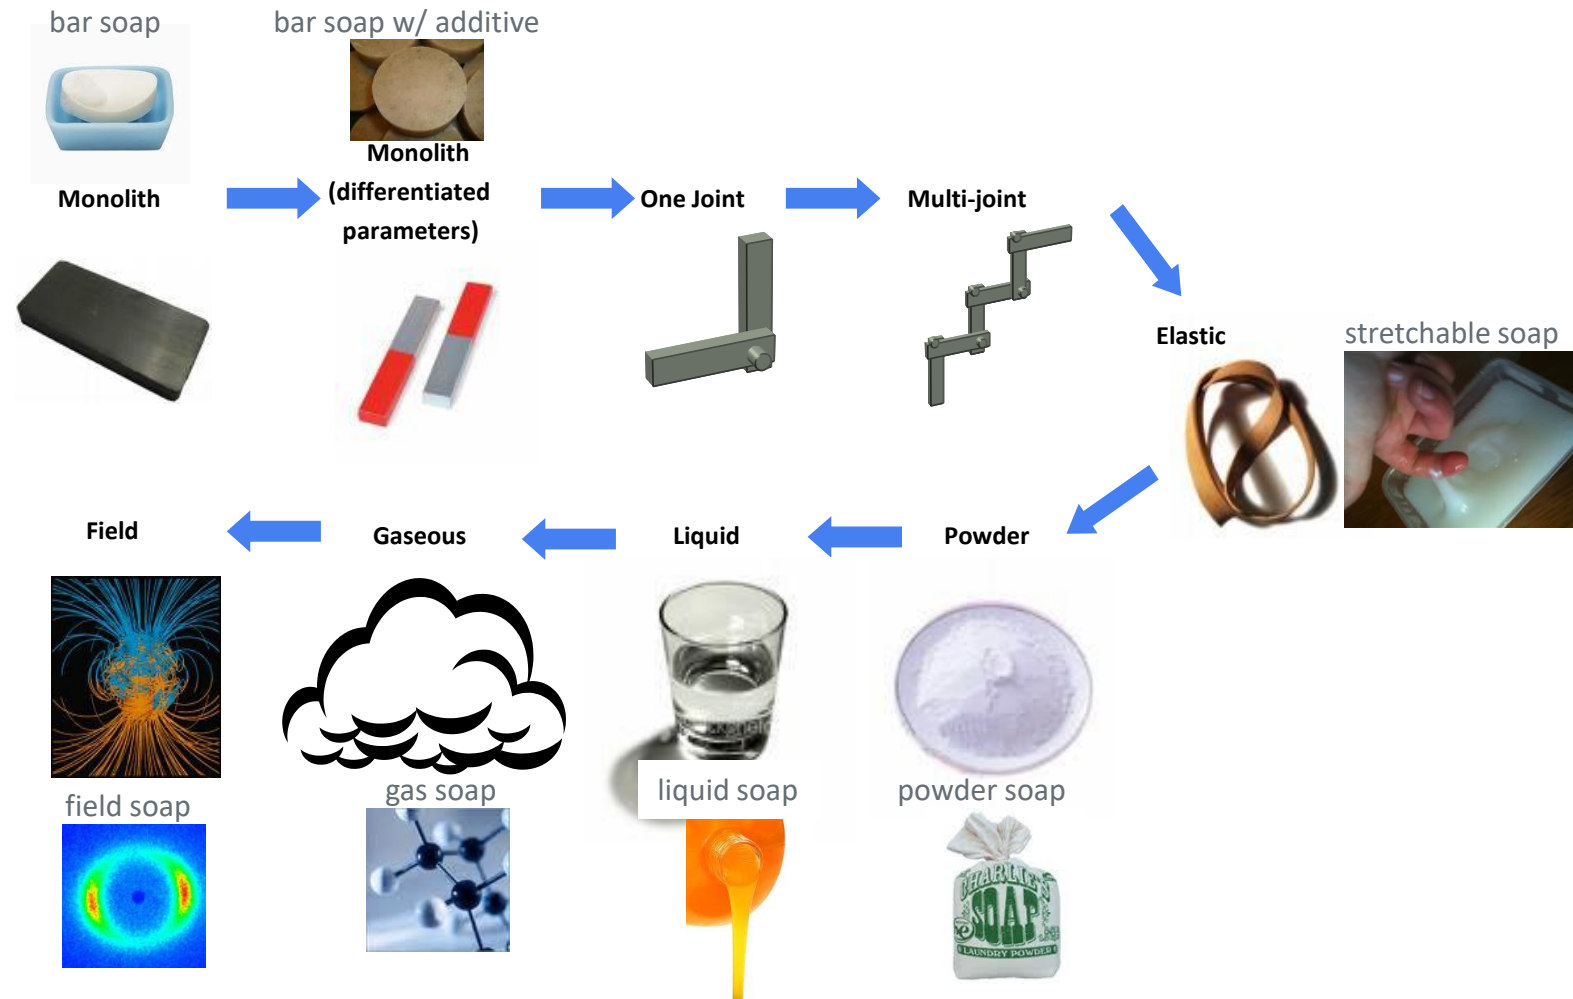 bar soap
bar soap w/ additive
Monolith
Monolith
(differentiated
parameters)
One Joint
Multi-joint
Elastic
stretchable soap
Field
Gaseous
Liquid
Powder
field soap
gas soap
liquid soap
powder soap
CHARLIE'S
SOAP
LAUNDRY POWDER